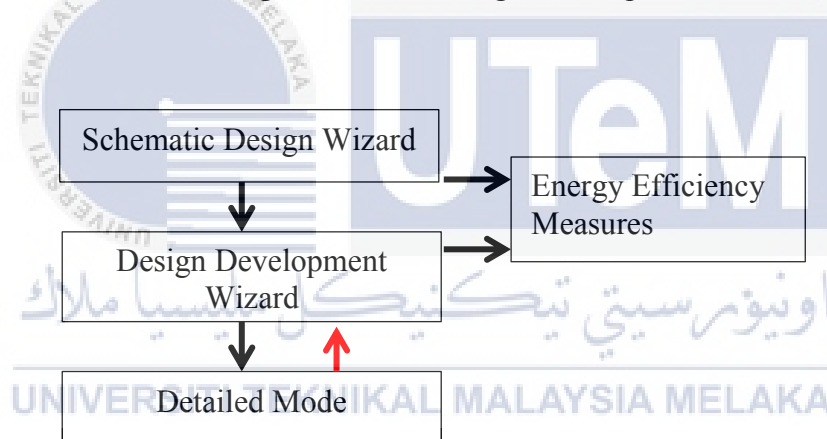 Schematic Design Wizard
Energy Efficiency
Measures
Design Development
Wizard
Detailed Mode
UTeM
UNIVERSITI TEKNIKAL MALAYSIA MELAKA
اونيۏرسيتي تيكنيكل مليسيا ملاك